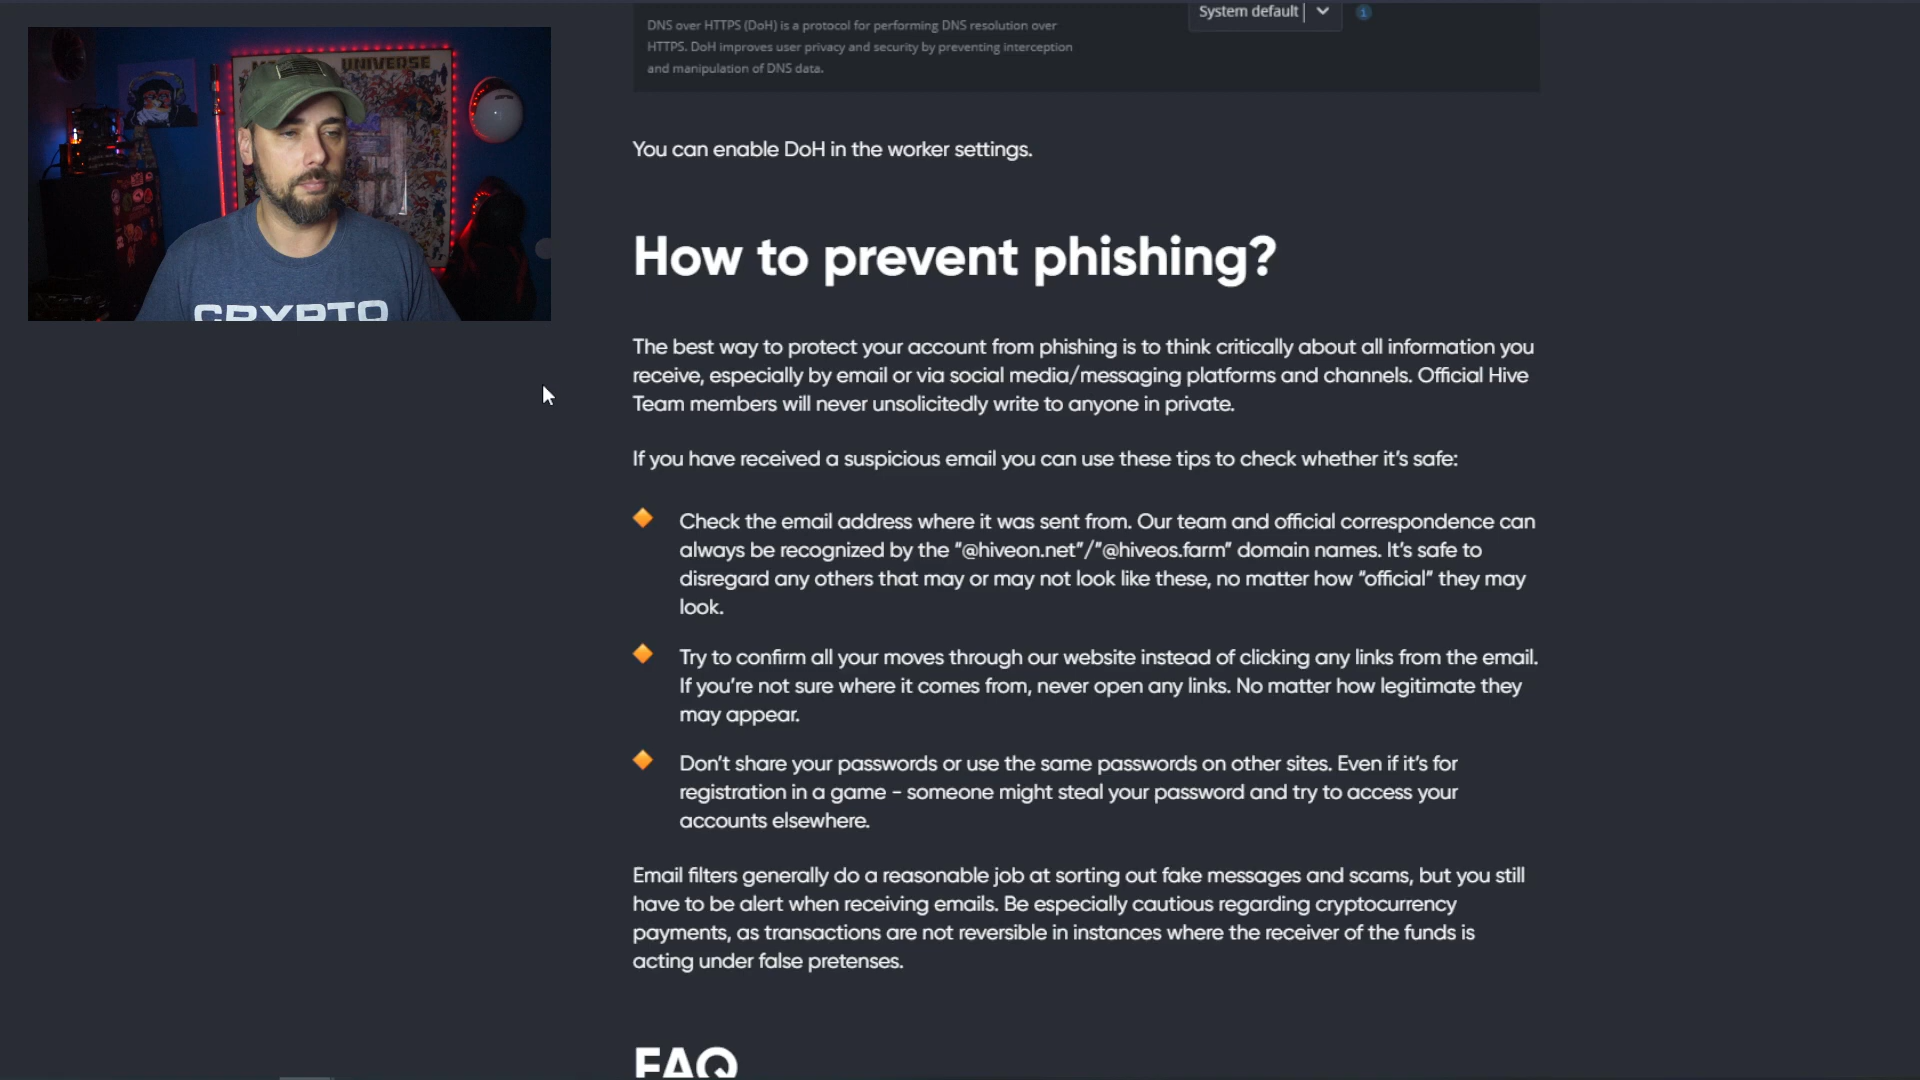 DNS over HTTPS (DoH) is a protocol for performing DNS resolution over
HTTPS. DoH improves user privacy and security by preventing interception
and manipulation of DNS data.
System default
UNIVERSE
CRYPTO
You can enable DoH in the worker settings.
How to prevent phishing?
The best way to protect your account from phishing is to think critically about all information you
receive, especially by email or via social media/messaging platforms and channels. Official Hive
Team members will never unsolicitedly write to anyone in private.
If you have received a suspicious email you can use these tips to check whether it's safe:
Check the email address where it was sent from. Our team and official correspondence can
always be recognized by the "@hiveon.net"/"@hiveos.farm" domain names. It's safe to
disregard any others that may or may not look like these, no matter how "official" they may
look.
Try to confirm all your moves through our website instead of clicking any links from the email.
If you're not sure where it comes from, never open any links. No matter how legitimate they
may appear.
Don't share your passwords or use the same passwords on other sites. Even if it's for
registration in a game - someone might steal your password and try to access your
accounts elsewhere.
Email filters generally do a reasonable job at sorting out fake messages and scams, but you still
have to be alert when receiving emails. Be especially cautious regarding cryptocurrency
payments, as transactions are not reversible in instances where the receiver of the funds is
acting under false pretenses.
FAQ